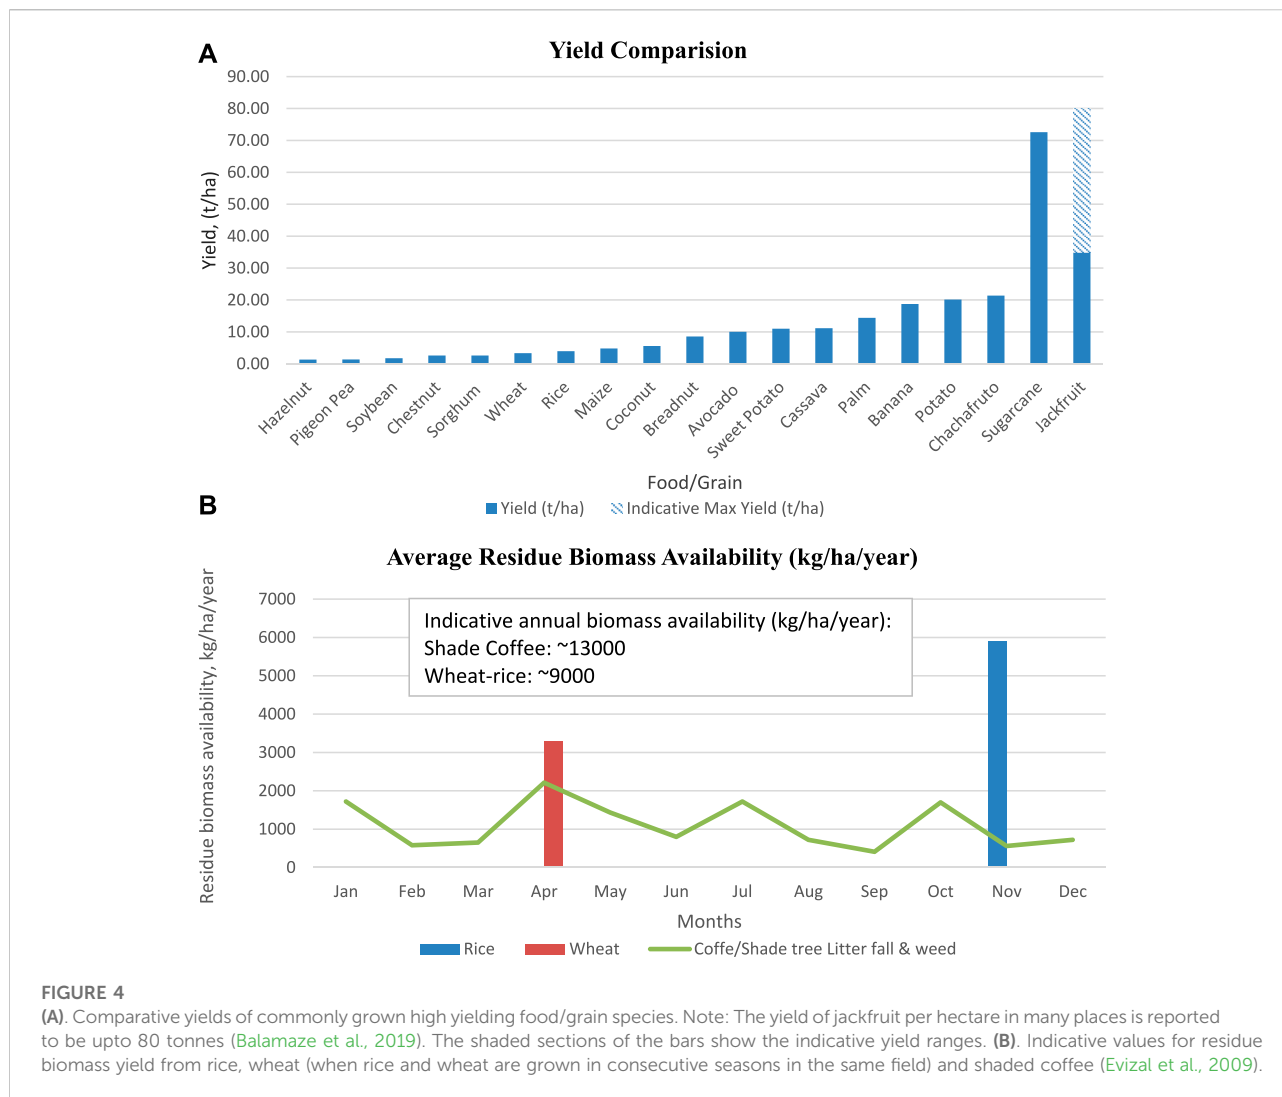 A
Yield Comparision
90.00
80.00
70.00
60.00
50.00
40.00
30.00
20.00
10.00
0.00
Yield, (t/ha)
Hazelnut
Pigeon Pea
Soybean
Chestnut
Sorghum
Wheat
Rice
Maize
Coconut
Breadnut
Avocado
Sweet Potato
Cassava
Palm
Banana
Potato
Chachafruto
Sugarcane
Jackfruit
Food/Grain
Yield (t/ha)
Indicative Max Yield (t/ha)
B
Average Residue Biomass Availability (kg/ha/year)
Residue biomass availability, kg/ha/year
7000
6000
5000
4000
3000
2000
1000
0
Indicative annual biomass availability (kg/ha/year):
Shade Coffee: ~13000
Wheat-rice: ~9000
Jan
Feb
Mar
Apr
May
Jun
Jul
Aug
Sep
Oct
Nov
Dec
Months
Rice
Wheat
Coffe/Shade tree Litter fall & weed
FIGURE 4
(A). Comparative yields of commonly grown high yielding food/grain species. Note: The yield of jackfruit per hectare in many places is reported
to be upto 80 tonnes (Balamaze et al., 2019). The shaded sections of the bars show the indicative yield ranges. (B). Indicative values for residue
biomass yield from rice, wheat (when rice and wheat are grown in consecutive seasons in the same field) and shaded coffee (Evizal et al., 2009).